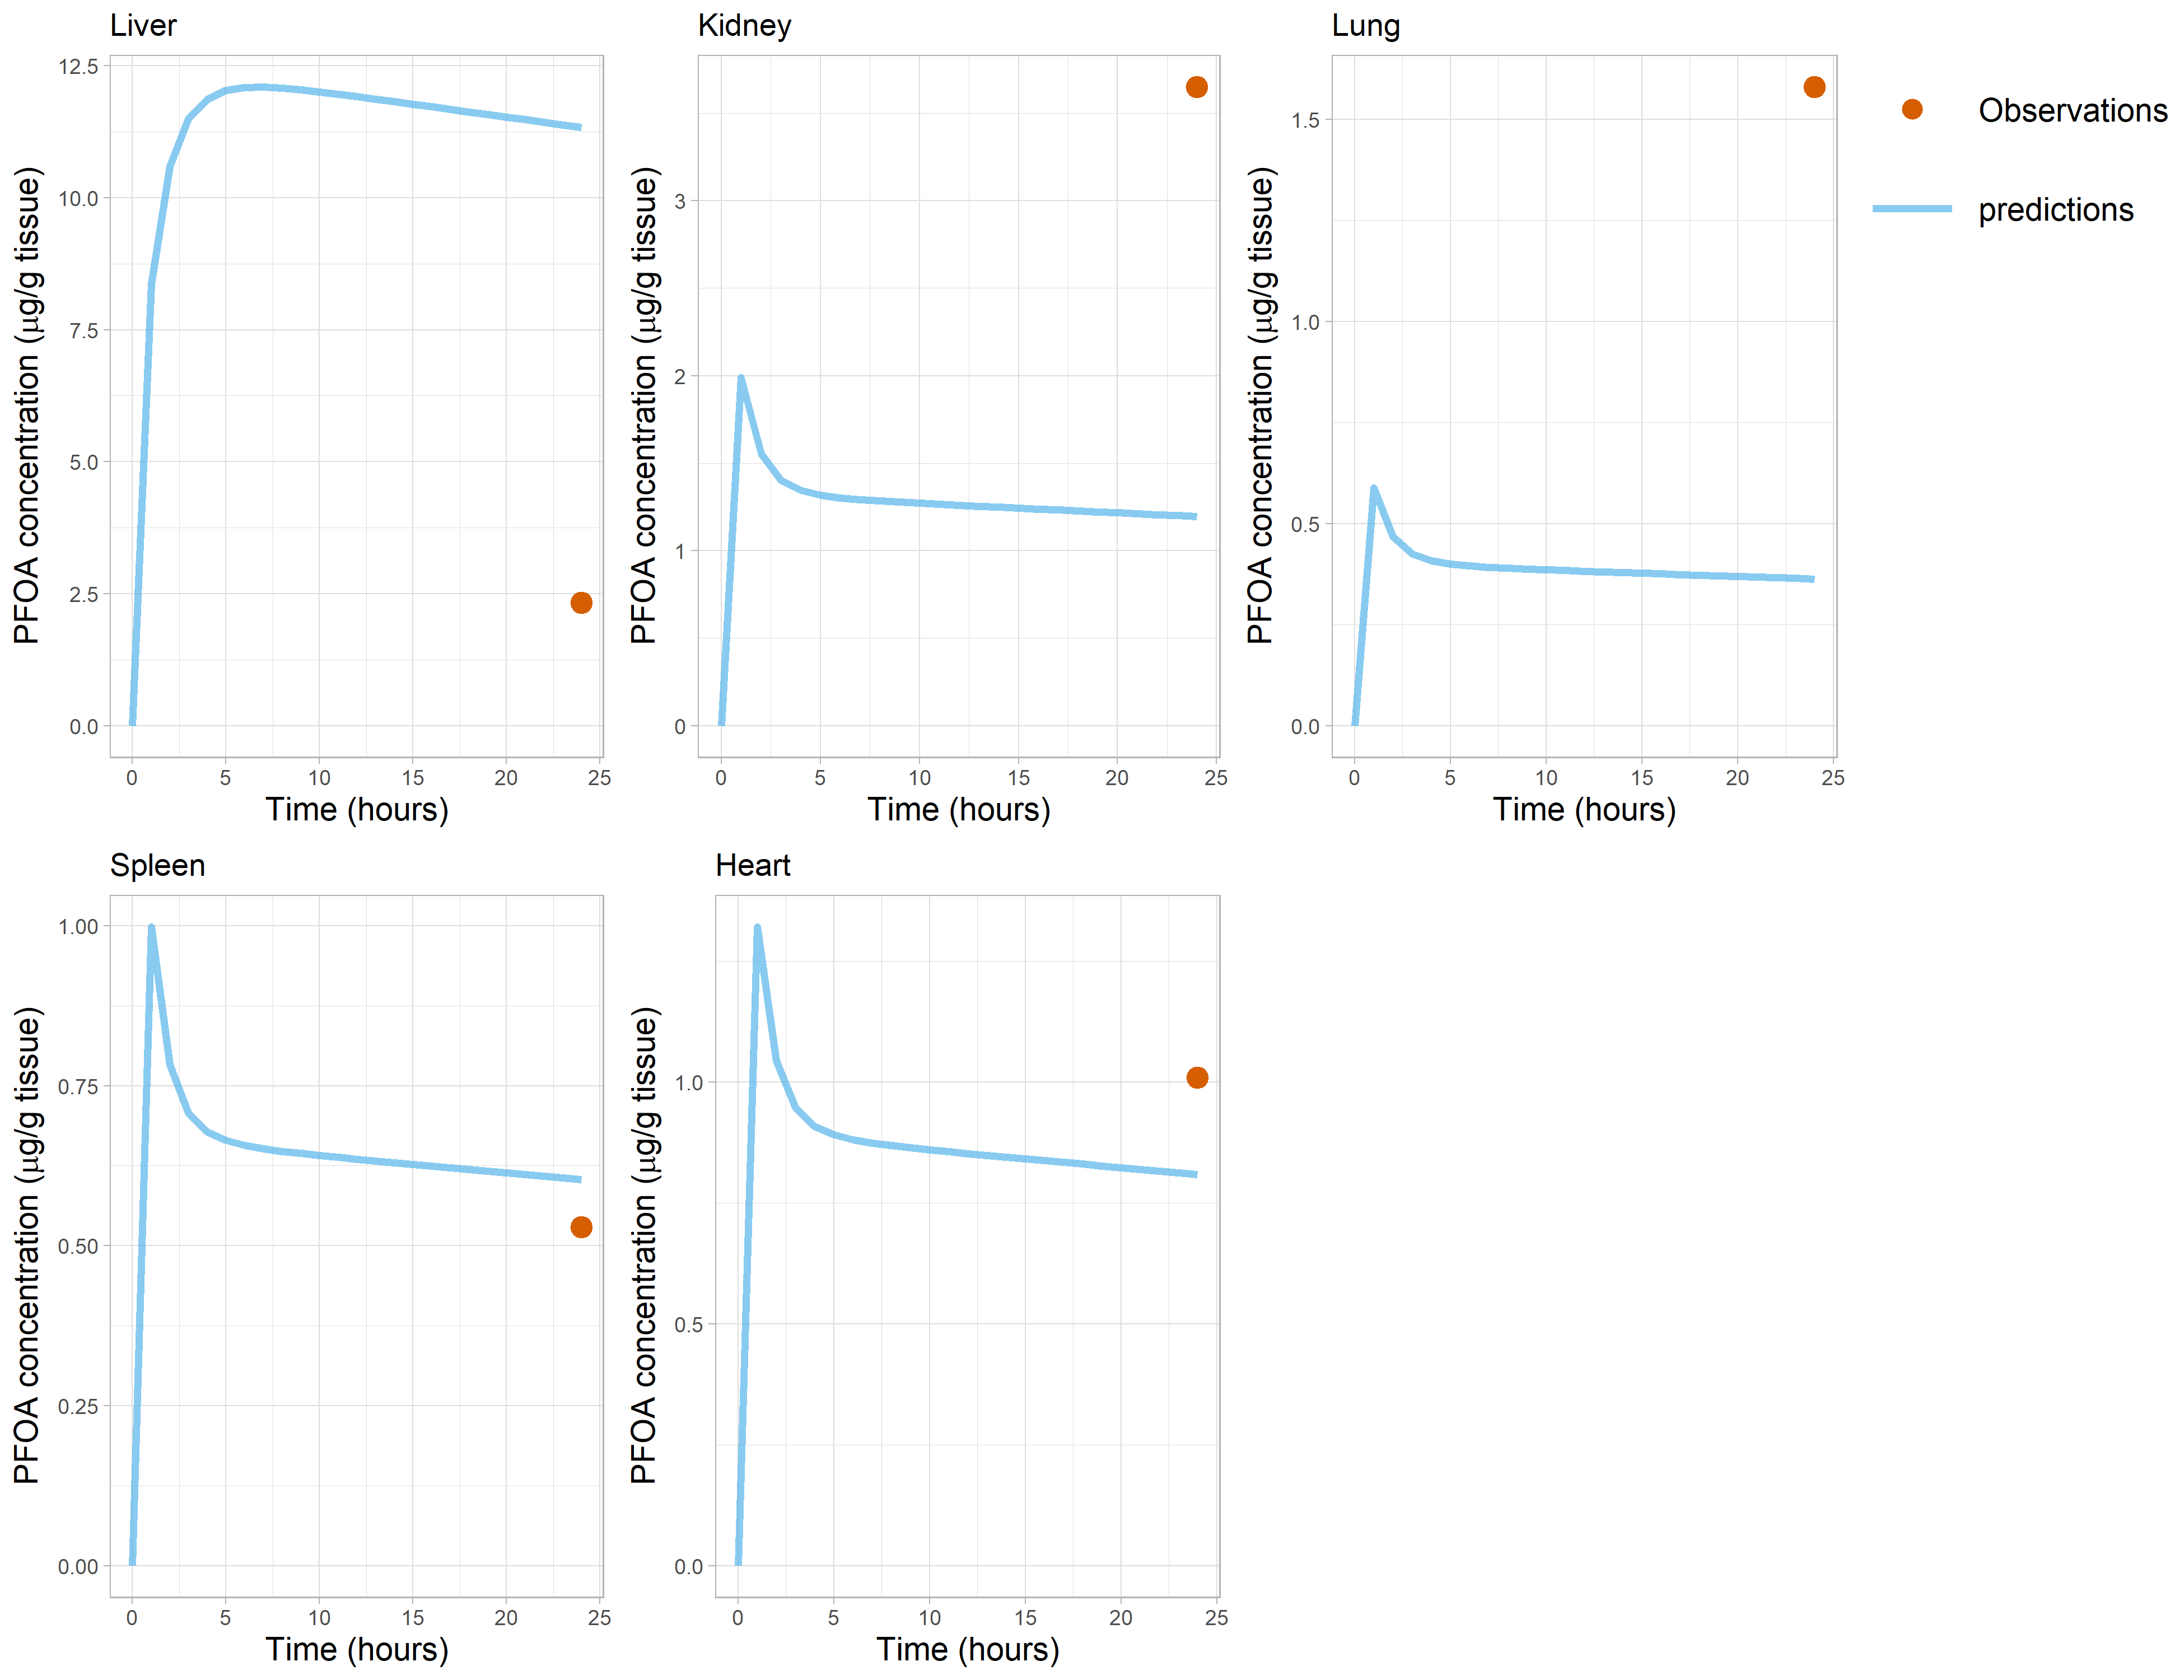 Liver
PFOA concentration (μg/g tissue)
12.5
10.0
7.5
5.0
2.5
0.0
0 5 10 15 20 25
Time (hours)
Kidney
PFOA concentration (μg/g tissue)
3
2
1
0
0 5 10 15 20 25
Time (hours)
Lung
PFOA concentration (μg/g tissue)
1.5
1.0
0.5
0.0
0 5 10 15 20 25
Time (hours)
Observations
predictions
Spleen
PFOA concentration (μg/g tissue)
1.00
0.75
0.50
0.25
0.00
0 5 10 15 20 25
Time (hours)
Heart
PFOA concentration (μg/g tissue)
1.0
0.5
0.0
0 5 10 15 20 25
Time (hours)